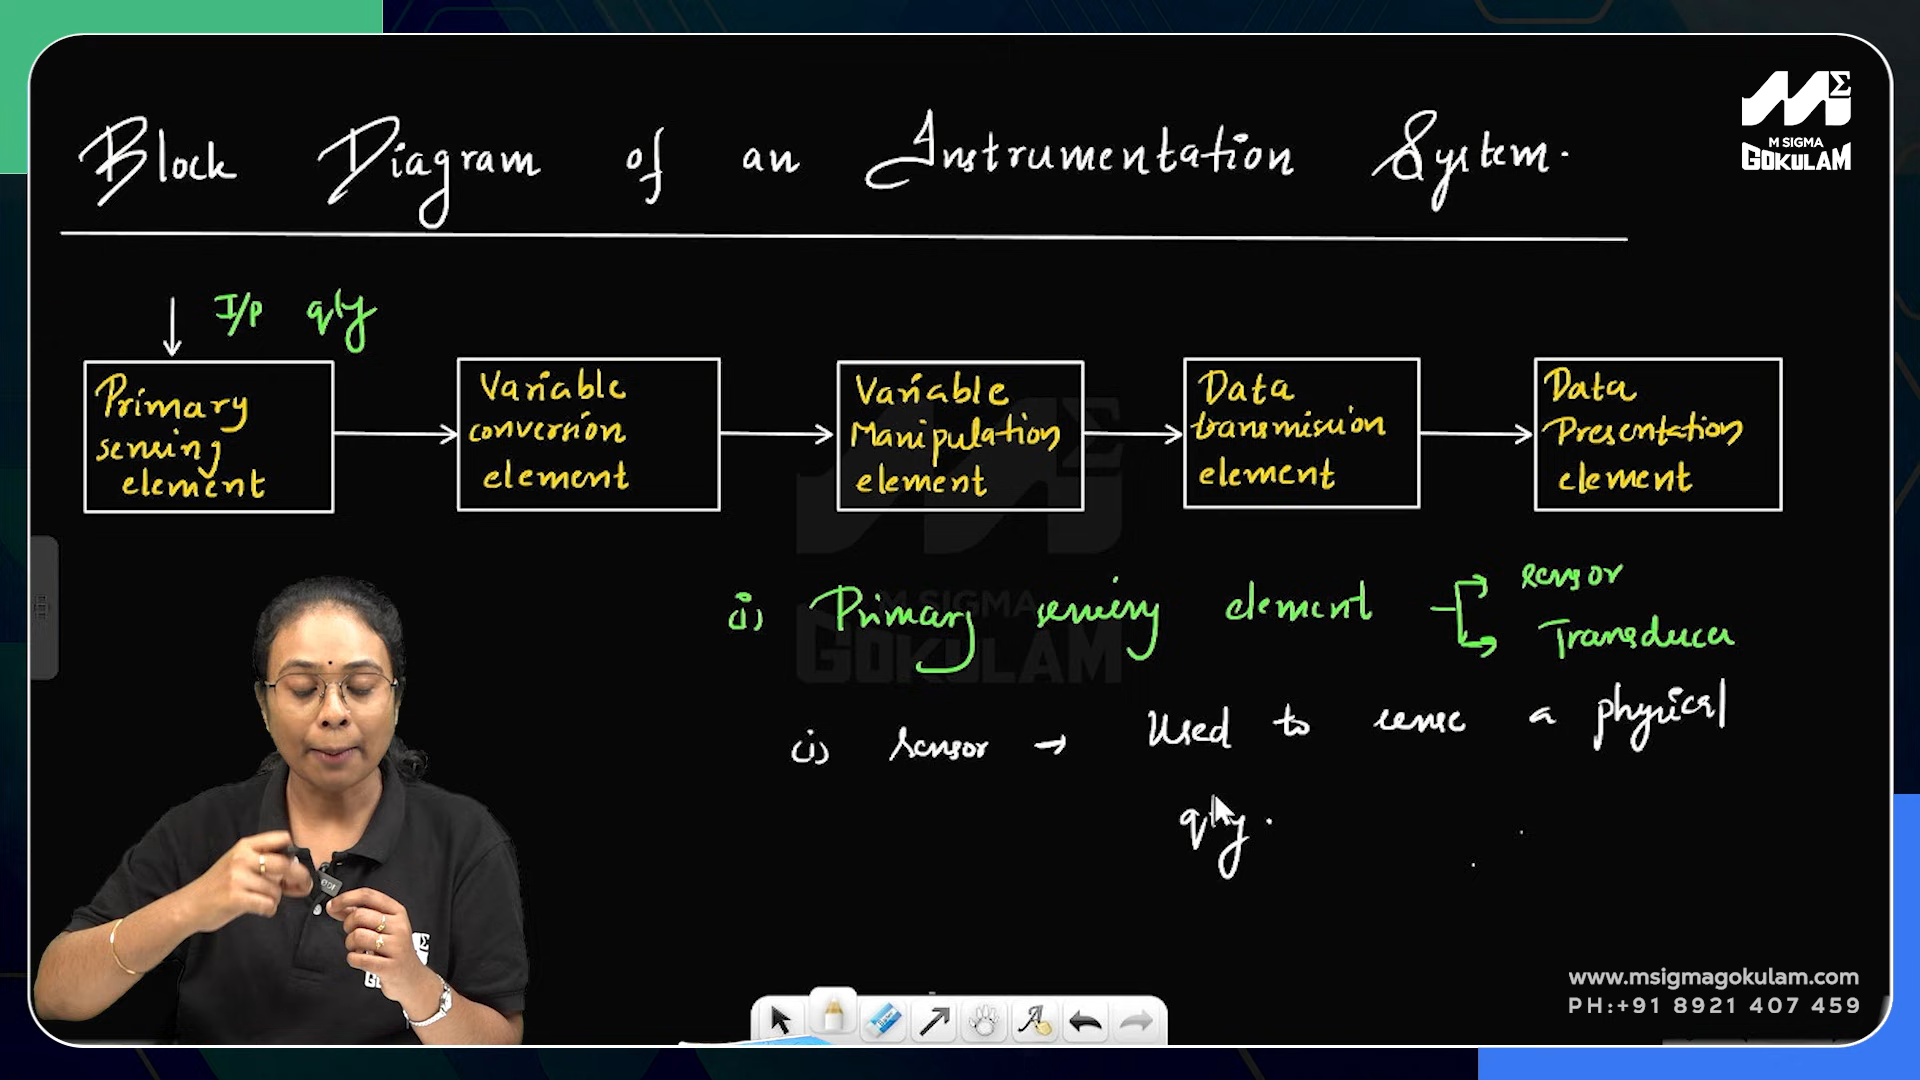 Block Diagram of an Instrumentation System.
M SIGMA
GOKULAM
I/P qty
Primary
sensing
element
Variable
conversion
element
Variable
Manipulation
element
Data
transmission
element
Data
Presentation
element
(i) Primary sensing element
sensor
Transducer
(i) sensor → Used to sense a physical
qty.
M SIGMA
GOKULAM
www.msigmagokulam.com
PH:+91 8921 407 459